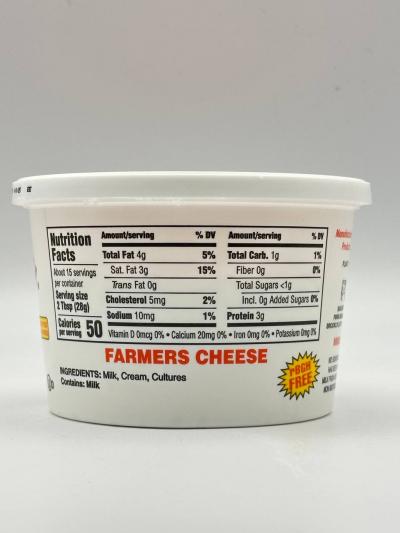 Nutrition
Facts
About 15 servings
per container
Serving size
2 Tbsp (28g)
Calories
per serving 50
Amount/serving % DV
Total Fat 4g 5%
Sat. Fat 3g 15%
Trans Fat 0g
Cholesterol 5mg 2%
Sodium 10mg 1%
Amount/serving % DV
Total Carb. 1g 1%
Fiber 0g 0%
Total Sugars <1g
Incl. 0g Added Sugars 0%
Protein 3g
Vitamin D 0mcg 0% • Calcium 20mg 0% • Iron 0mg 0% • Potassium 0mg 0%
FARMERS CHEESE
INGREDIENTS: Milk, Cream, Cultures
Contains: Milk
rBGH
FREE